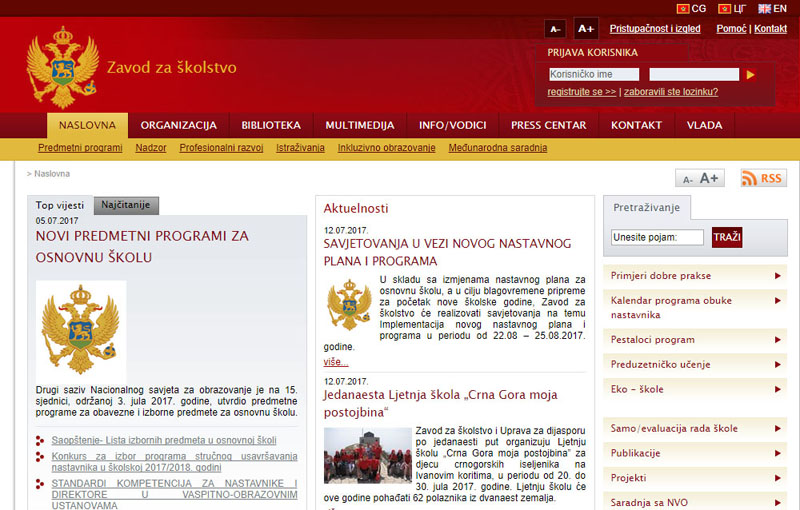 CG ЦГ EN
A- A+ Pristupačnost i izgled Pomoć | Kontakt
Zavod za školstvo
PRIJAVA KORISNIKA
Korisničko ime
registrujte se >> | zaboravili ste lozinku?
NASLOVNA ORGANIZACIJA BIBLIOTEKA MULTIMEDIJA INFO/VODICI PRESS CENTAR KONTAKT VLADA
Predmetni programi Nadzor Profesionalni razvoj Istraživanja Inkluzivno obrazovanje Međunarodna saradnja
> Naslovna
A- A+ RSS
Top vijesti Najčitanije
05.07.2017
NOVI PREDMETNI PROGRAMI ZA
OSNOVNU ŠKOLU
Drugi saziv Nacionalnog savjeta za obrazovanje je na 15.
sjednici, održanoj 3. jula 2017. godine, utvrdio predmetne
programe za obavezne i izborne predmete za osnovnu školu.
Saopštenje- Lista izbornih predmeta u osnovnoj školi
Konkurs za izbor programa stručnog usavršavanja
nastavnika u školskoj 2017/2018. godini
STANDARDI KOMPETENCIJA ZA NASTAVNIKE I
DIREKTORE U VASPITNO-OBRAZOVNIM
USTANOVAMA
Aktuelnosti
12.07.2017.
SAVJETOVANJA U VEZI NOVOG NASTAVNOG
PLANA I PROGRAMA
U skladu sa izmjenama nastavnog plana za
osnovnu školu, a u cilju blagovremene pripreme
za početak nove školske godine, Zavod za
školstvo će realizovati savjetovanja na temu
Implementacija novog nastavnog plana i
programa u periodu od 22.08 – 25.08.2017.
godine.
više...
12.07.2017.
Jedanaesta Ljetnja škola „Crna Gora moja
postojbina“
Zavod za školstvo i Uprava za dijasporu
po jedanaesti put organizuju Ljetnju
školu „Crna Gora moja postojbina“ za
djecu crnogorskih iseljenika na
Ivanovim koritima, u periodu od 20. do
30. jula 2017. Ljetnju školu će
ove godine pohađati 62 polaznika iz dvanaest zemalja.
Pretraživanje
Unesite pojam: TRAŽI
Primjeri dobre prakse
Kalendar programa obuke
nastavnika
Pestaloci program
Preduzetničko učenje
Eko - škole
Samo/evaluacija rada škole
Publikacije
Projekti
Saradnja sa NVO